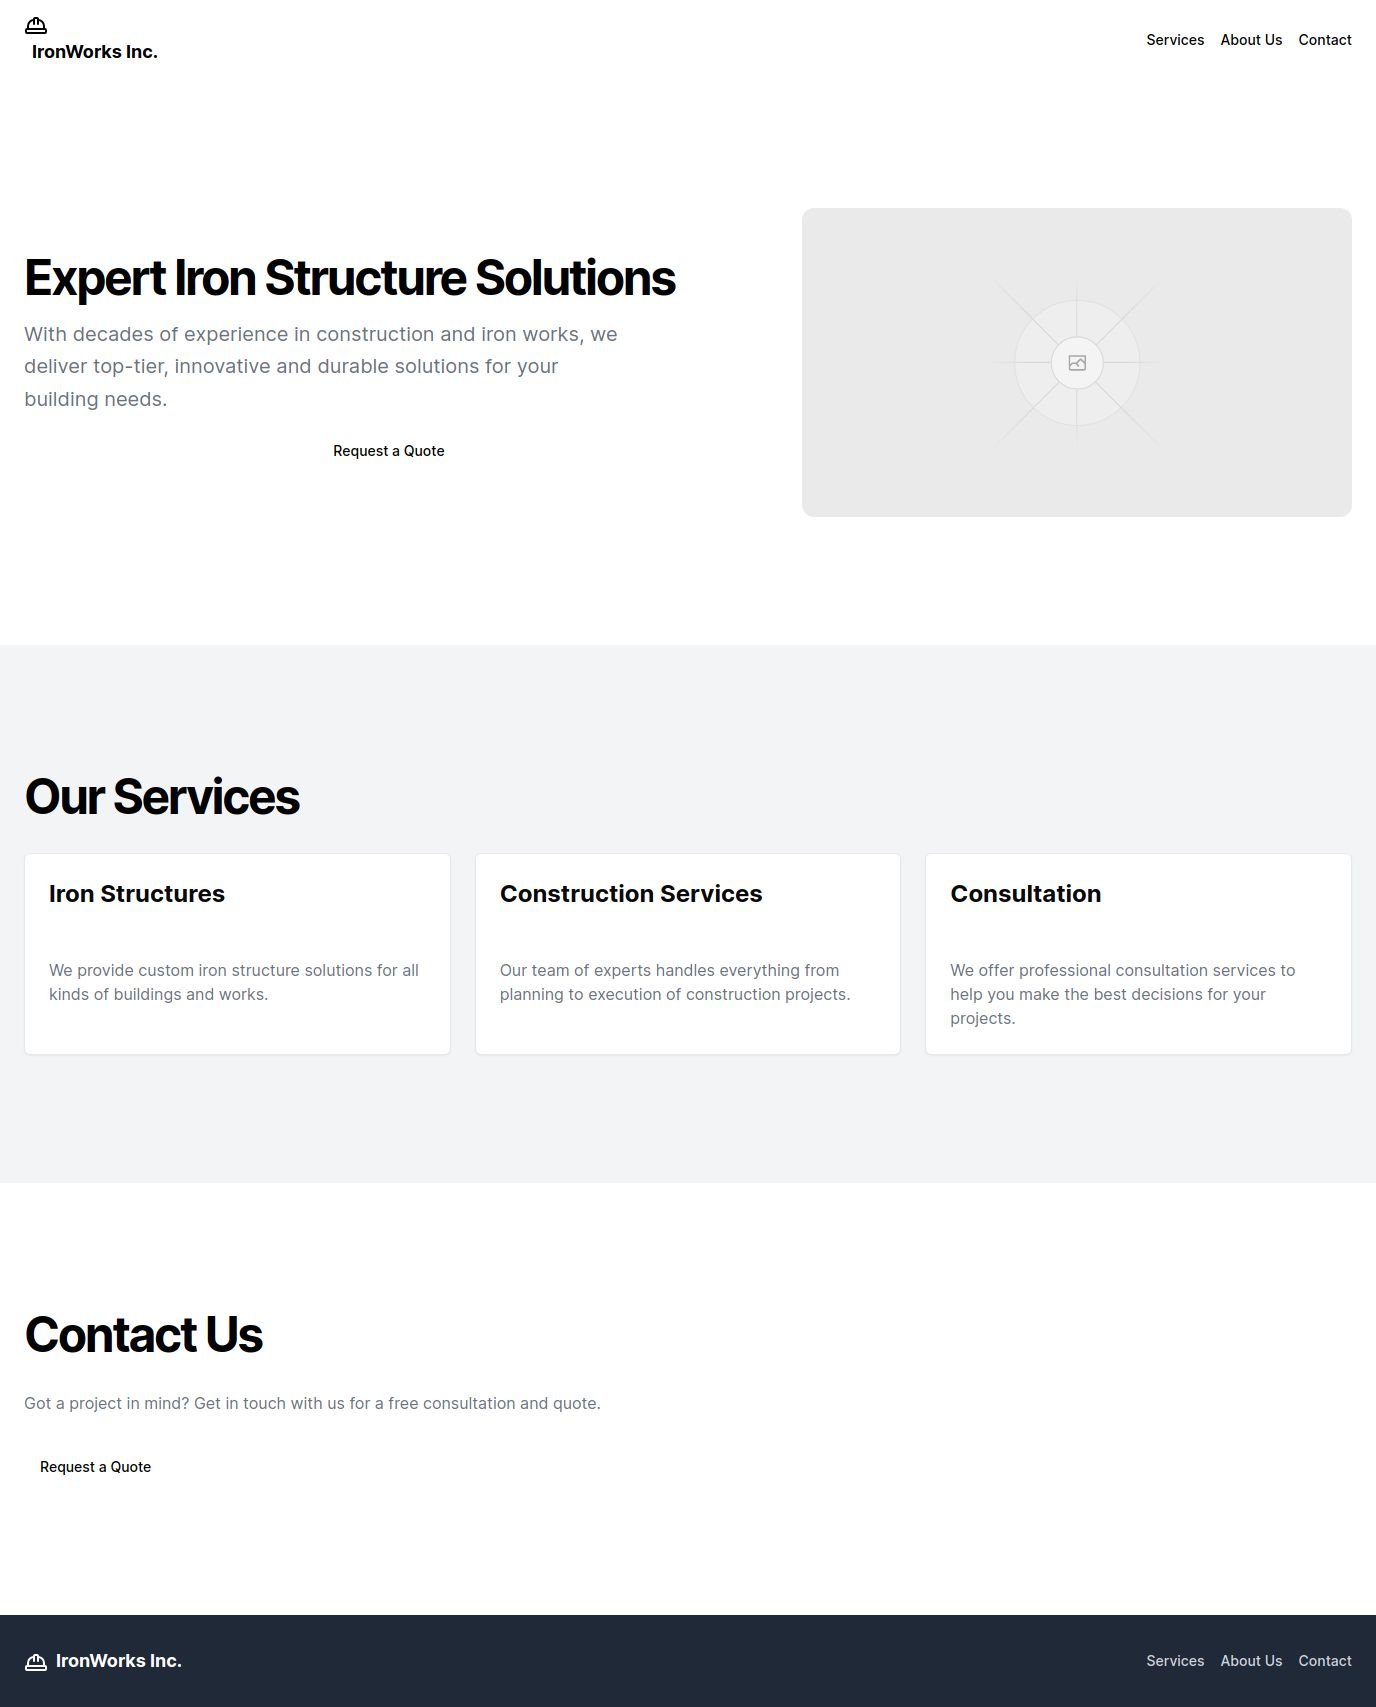 IronWorks Inc.
Services About Us Contact
Expert Iron Structure Solutions
With decades of experience in construction and iron works, we
deliver top-tier, innovative and durable solutions for your
building needs.
Request a Quote
Our Services
Iron Structures
We provide custom iron structure solutions for all
kinds of buildings and works.
Construction Services
Our team of experts handles everything from
planning to execution of construction projects.
Consultation
We offer professional consultation services to
help you make the best decisions for your
projects.
Contact Us
Got a project in mind? Get in touch with us for a free consultation and quote.
Request a Quote
IronWorks Inc.
Services About Us Contact